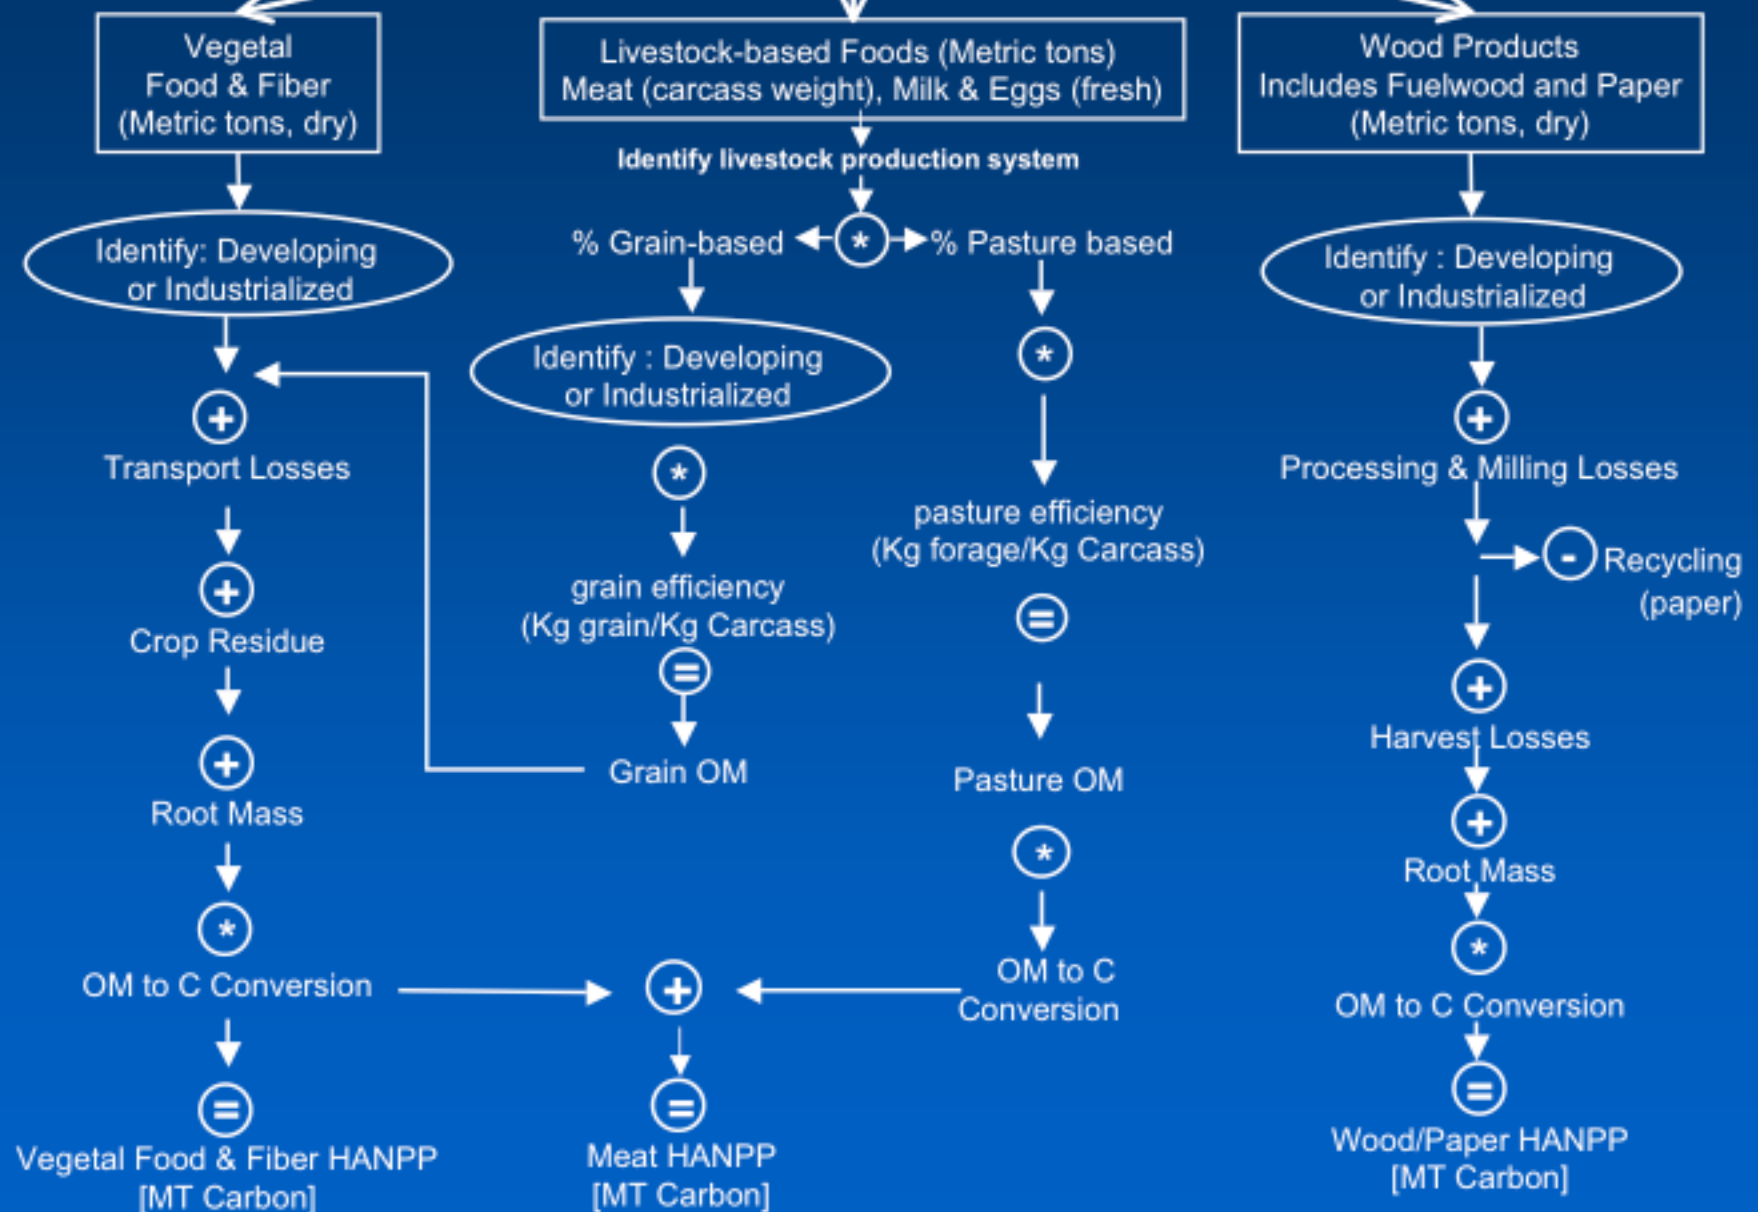 Vegetal
Food & Fiber
(Metric tons, dry)
Identify: Developing
or Industrialized
+
Transport Losses
+
Crop Residue
+
Root Mass
*
OM to C Conversion
=
Vegetal Food & Fiber HANPP
[MT Carbon]
Livestock-based Foods (Metric tons)
Meat (carcass weight), Milk & Eggs (fresh)
Identify livestock production system
% Grain-based
*
% Pasture based
Identify : Developing
or Industrialized
*
grain efficiency
(Kg grain/Kg Carcass)
=
Grain OM
*
pasture efficiency
(Kg forage/Kg Carcass)
=
Pasture OM
*
OM to C
Conversion
+
=
Meat HANPP
[MT Carbon]
Wood Products
Includes Fuelwood and Paper
(Metric tons, dry)
Identify : Developing
or Industrialized
+
Processing & Milling Losses
-
Recycling
(paper)
+
Harvest Losses
+
Root Mass
*
OM to C Conversion
=
Wood/Paper HANPP
[MT Carbon]